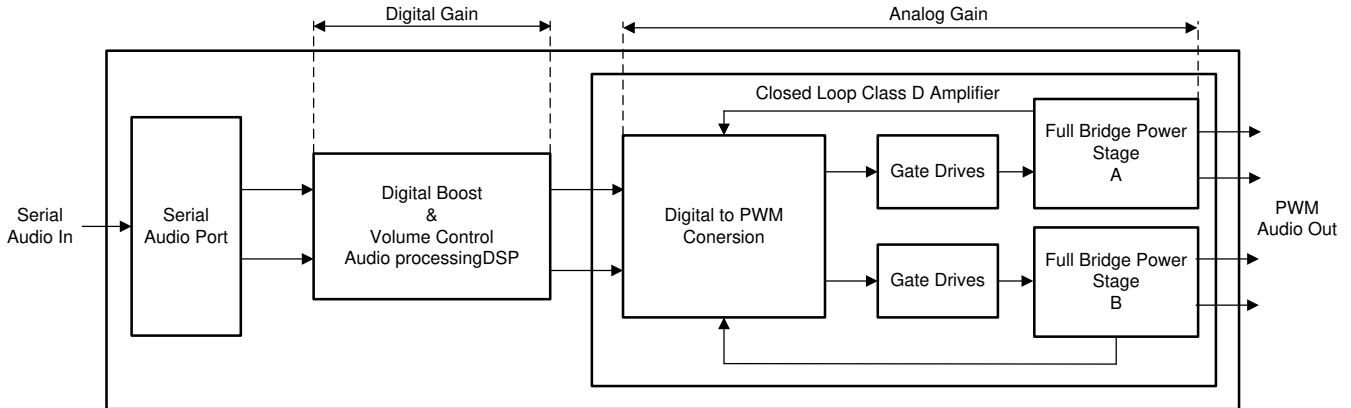 Digital Gain
Analog Gain
Closed Loop Class D Amplifier
Serial
Audio In
Serial
Audio Port
Digital Boost
&
Volume Control
Audio processingDSP
Digital to PWM
Conersion
Gate Drives
Full Bridge Power
Stage
A
Gate Drives
Full Bridge Power
Stage
B
PWM
Audio Out